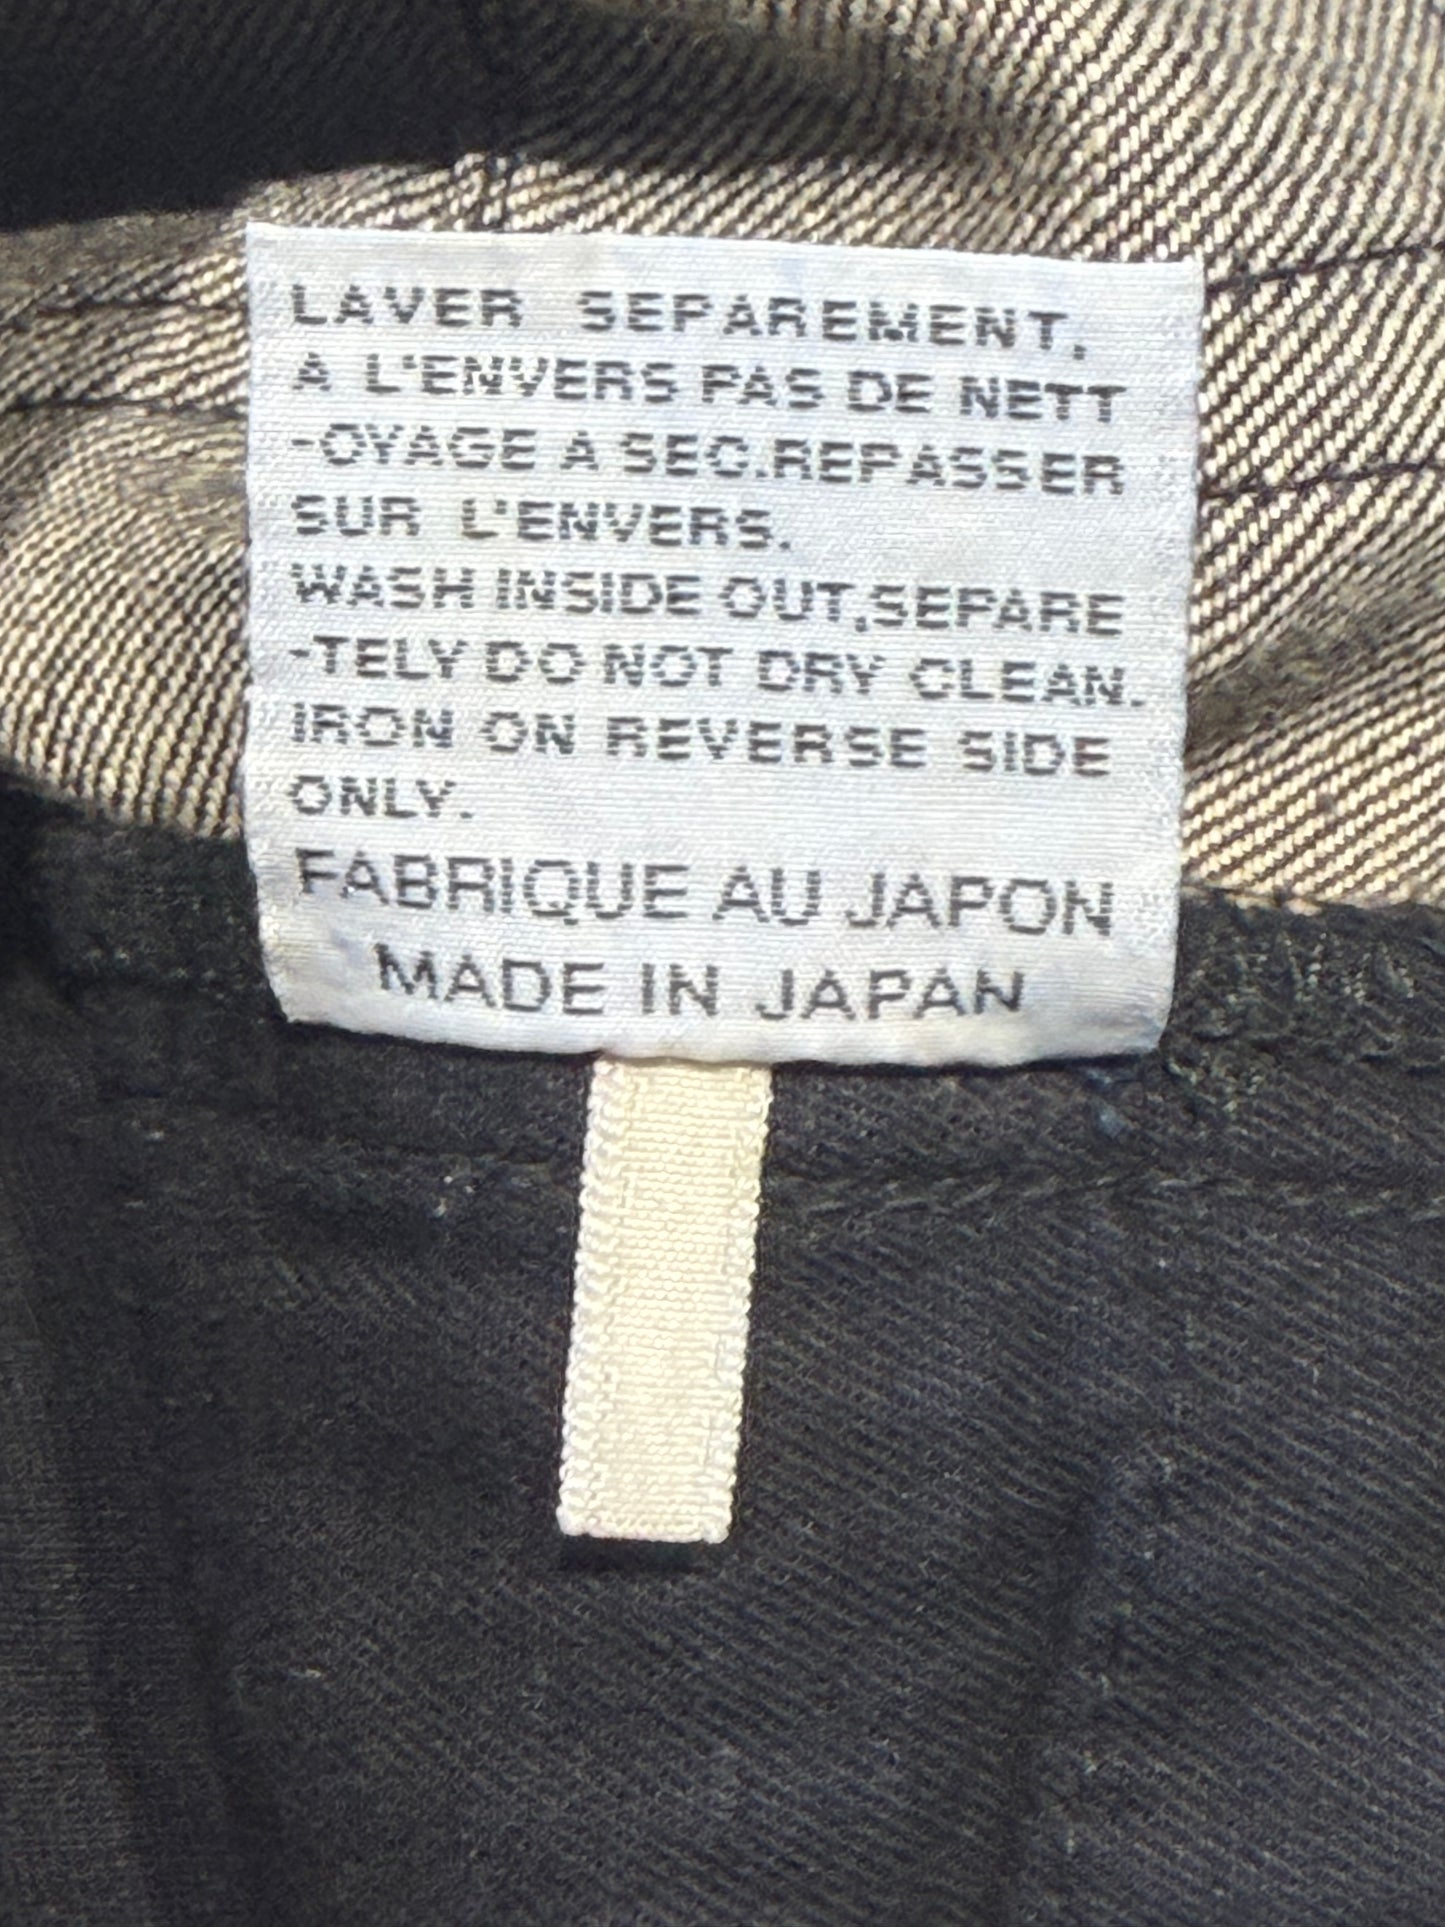 LAVER SEPAREMENT,
A L'ENVERS PAS DE NETT
-OYAGE A SEC.REPASSER
SUR L'ENVERS.
WASH INSIDE OUT,SEPARE
-TELY DO NOT DRY CLEAN.
IRON ON REVERSE SIDE
ONLY.
FABRIQUE AU JAPON
MADE IN JAPAN